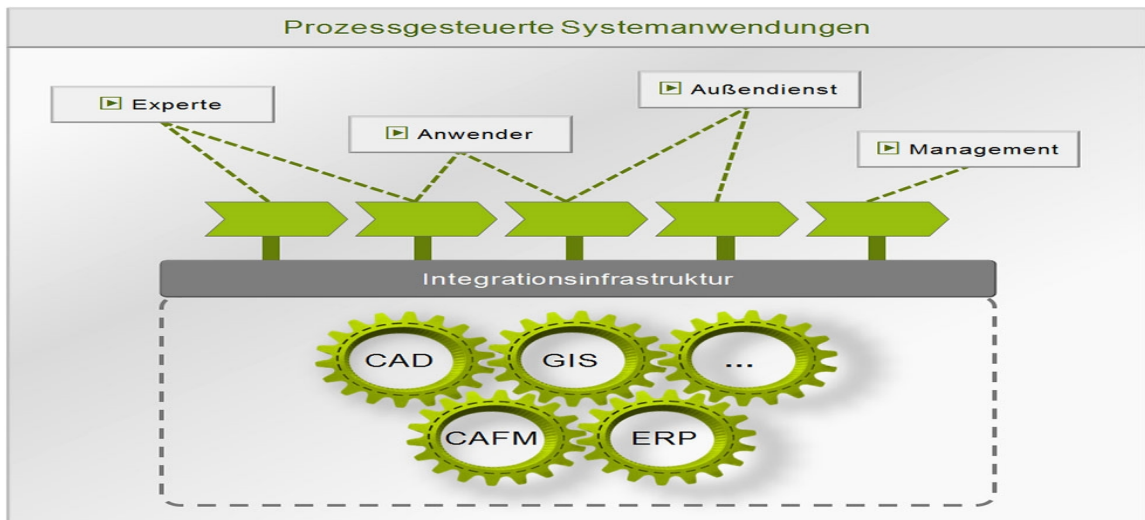 Prozessgesteuerte Systemanwendungen
Experte
Anwender
Außendienst
Management
Integrationsinfrastruktur
CAD
GIS
...
CAFM
ERP